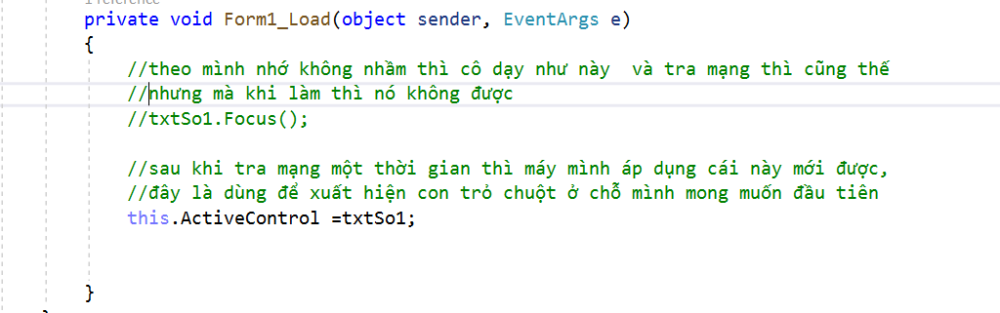 1 reference
private void Form1_Load(object sender, EventArgs e)
{
//theo mình nhớ không nhầm thì cô dạy như này  và tra mạng thì cũng thế
//nhưng mà khi làm thì nó không được
//txtSo1.Focus();
//sau khi tra mạng một thời gian thì máy mình áp dụng cái này mới được,
//đây là dùng để xuất hiện con trỏ chuột ở chỗ mình mong muốn đầu tiên
this.ActiveControl =txtSo1;
}